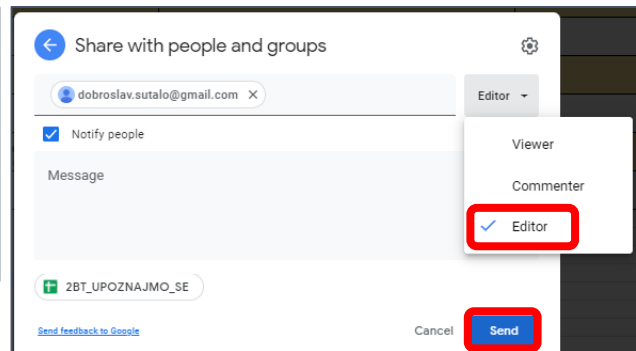 Share with people and groups
dobroslav.sutalo@gmail.com
Editor
Notify people
Viewer
Message
Commenter
Editor
2BT_UPOZNAJMO_SE
Send feedback to Google
Cancel
Send